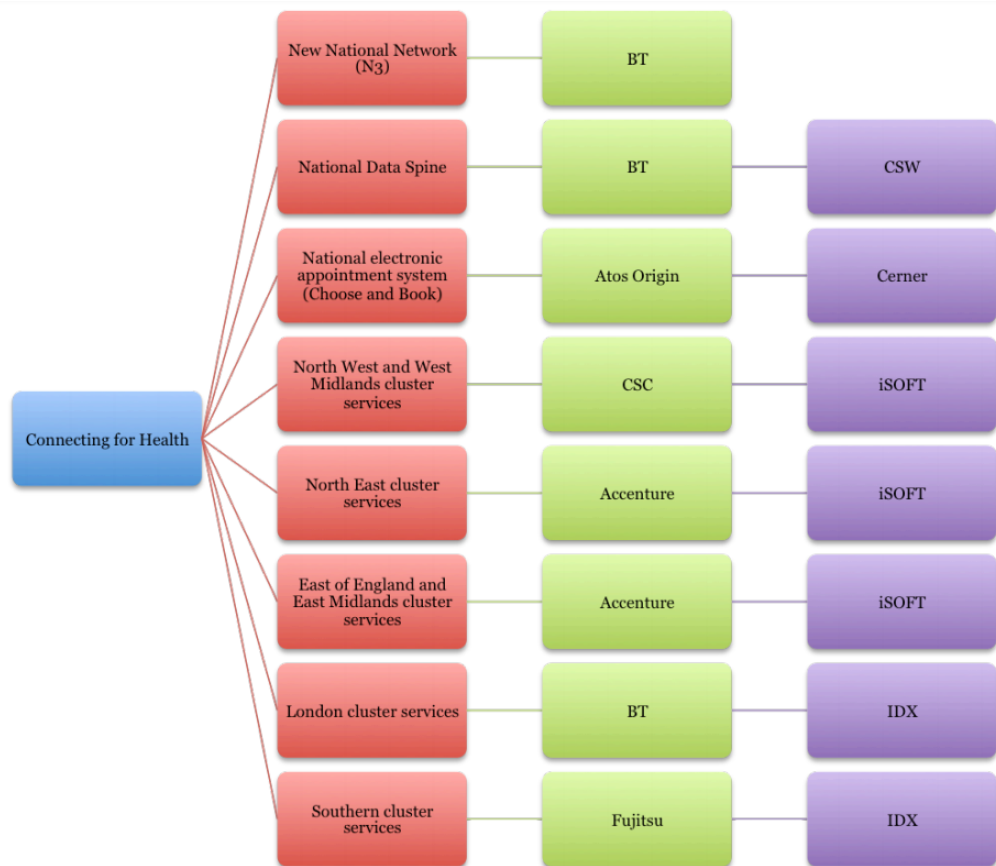 New National Network
(N3)
BT
National Data Spine
BT
CSW
National electronic
appointment system
(Choose and Book)
Atos Origin
Cerner
North West and West
Midlands cluster
services
CSC
iSOFT
Connecting for Health
North East cluster
services
Accenture
iSOFT
East of England and
East Midlands cluster
services
Accenture
iSOFT
London cluster services
BT
IDX
Southern cluster
services
Fujitsu
IDX